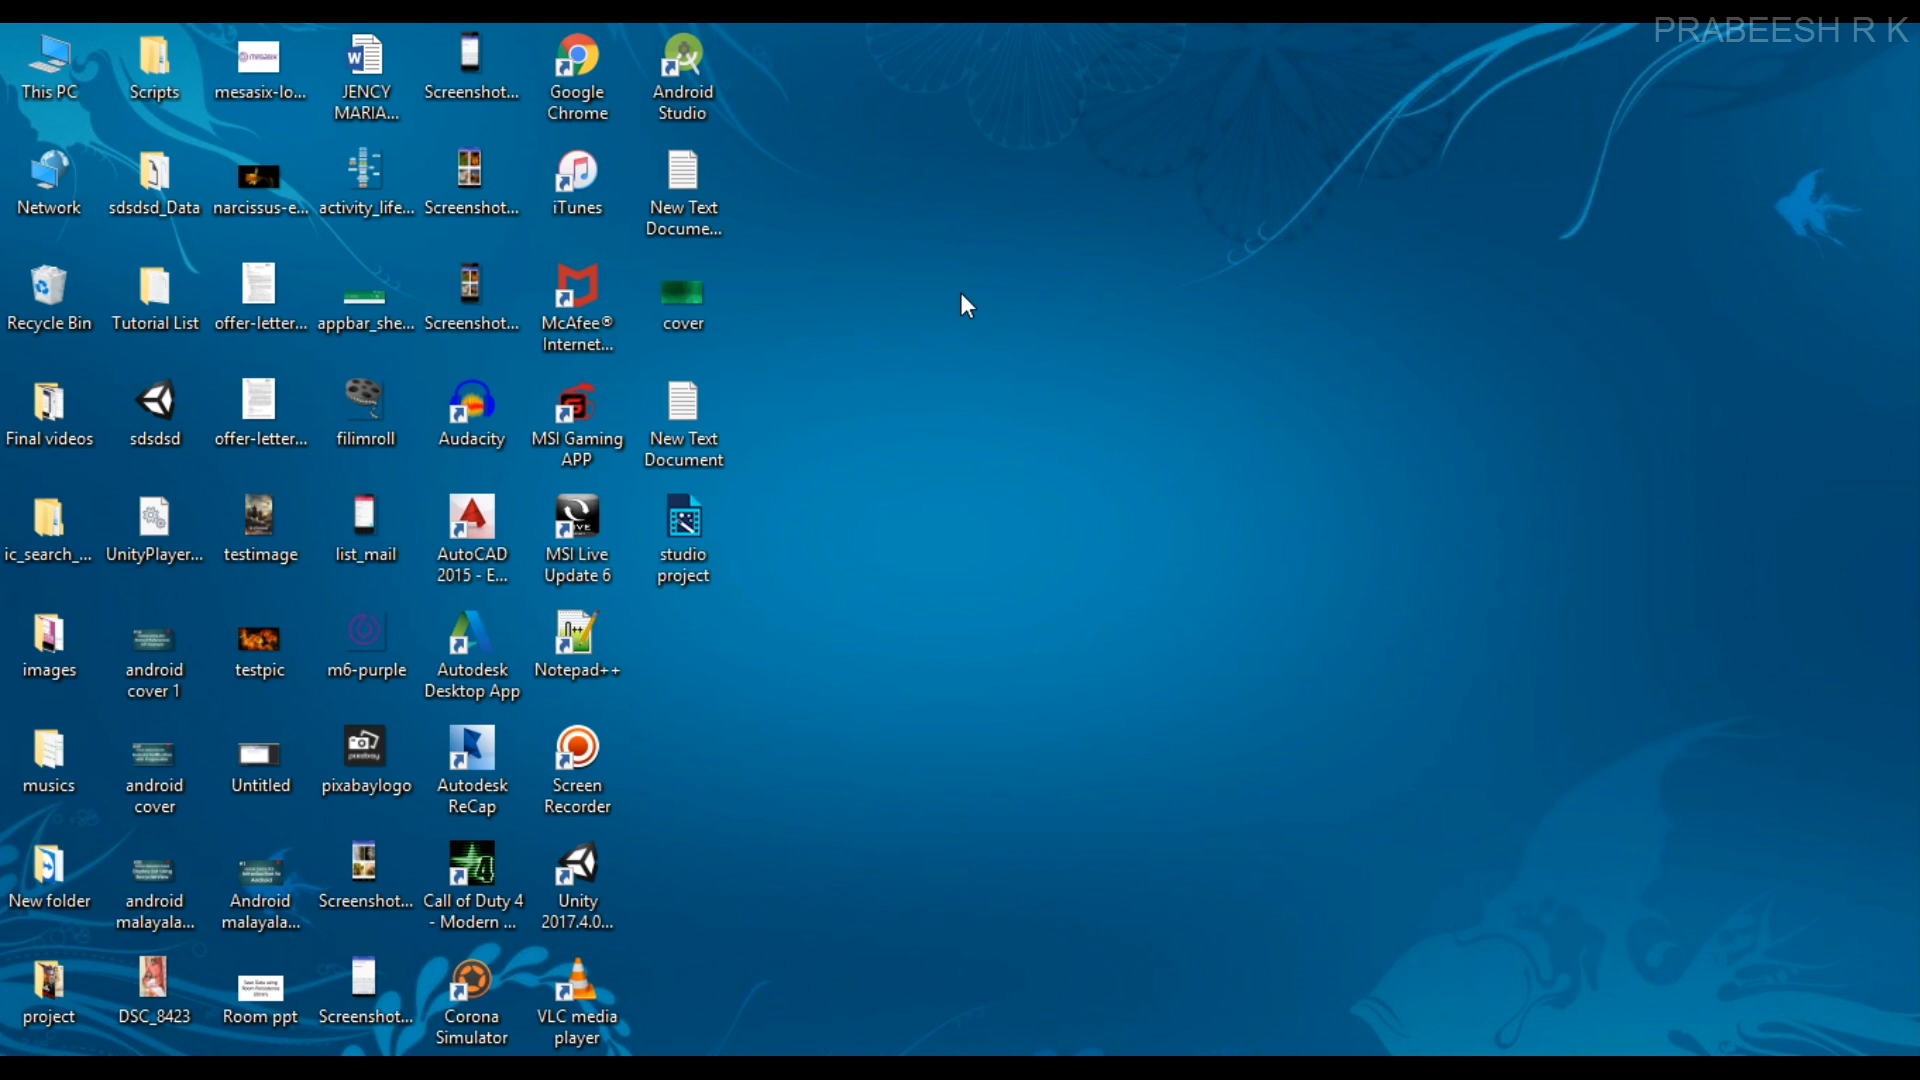 PRABEESH R K
This PC
Scripts
mesasix-lo...
JENCY
MARIA...
Screenshot...
Google
Chrome
Android
Studio
Network
sdsdsd_Data
narcissus-e...
activity_life...
Screenshot...
iTunes
New Text
Docume...
Recycle Bin
Tutorial List
offer-letter...
appbar_she...
Screenshot...
McAfee®
Internet...
cover
Final videos
sdsdsd
offer-letter...
filimroll
Audacity
MSI Gaming
APP
New Text
Document
ic_search_...
UnityPlayer...
testimage
list_mail
AutoCAD
2015 - E...
MSI Live
Update 6
studio
project
images
android
cover 1
testpic
m6-purple
Autodesk
Desktop App
Notepad++
musics
android
cover
Untitled
pixabaylogo
Autodesk
ReCap
Screen
Recorder
New folder
android
malayala...
Android
malayala...
Screenshot...
Call of Duty 4
- Modern ...
Unity
2017.4.0...
project
DSC_8423
Room ppt
Screenshot...
Corona
Simulator
VLC media
player